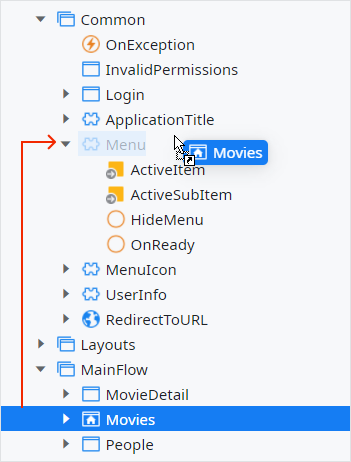 Common
OnException
InvalidPermissions
Login
ApplicationTitle
Menu
Movies
ActiveItem
ActiveSubItem
HideMenu
OnReady
MenuIcon
UserInfo
RedirectToURL
Layouts
MainFlow
MovieDetail
Movies
People